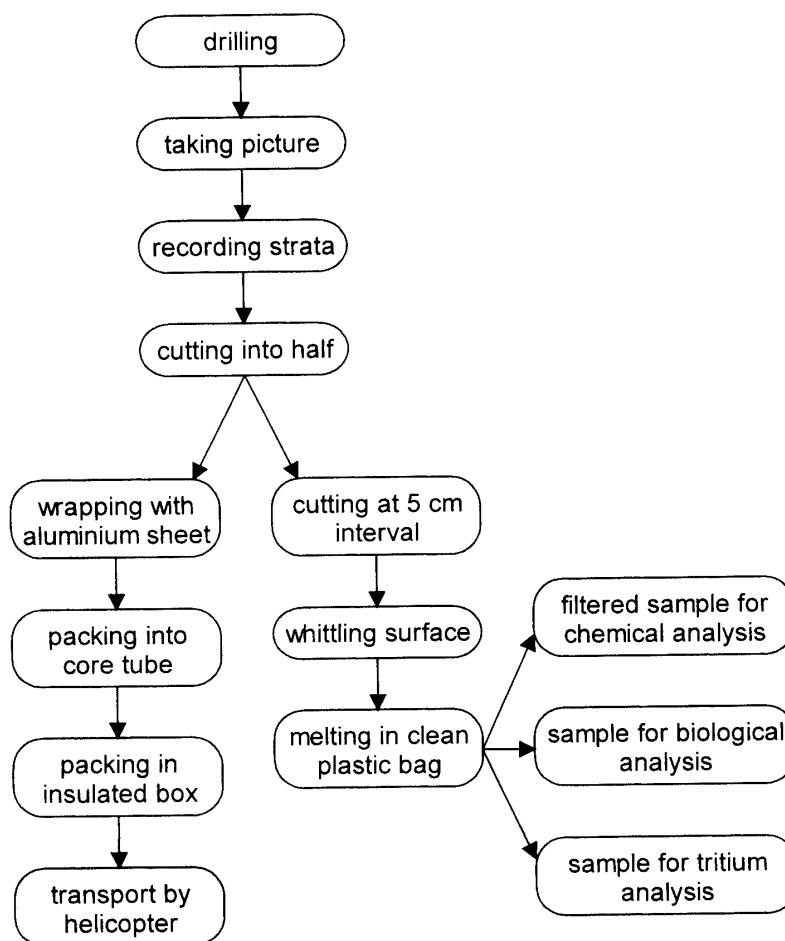 drilling
taking picture
recording strata
cutting into half
wrapping with
aluminium sheet
packing into
core tube
packing in
insulated box
transport by
helicopter
cutting at 5 cm
interval
whittling surface
melting in clean
plastic bag
filtered sample for
chemical analysis
sample for biological
analysis
sample for tritium
analysis